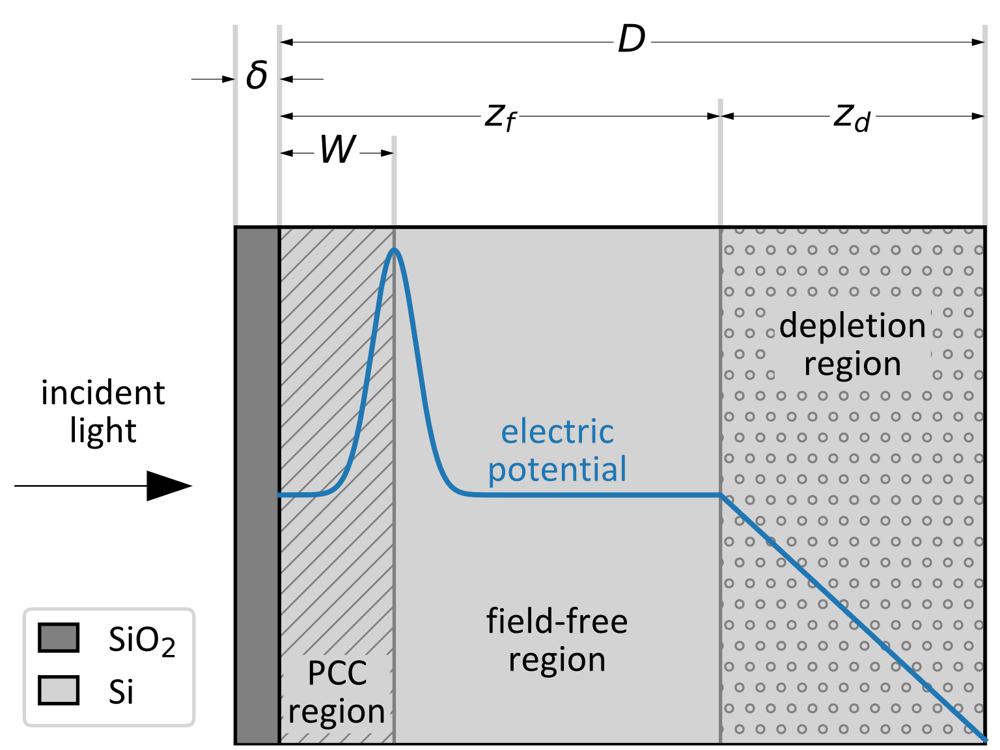 D
δ
z_f
z_d
W
depletion
region
incident
light
electric
potential
field-free
region
SiO₂
Si
PCC
region